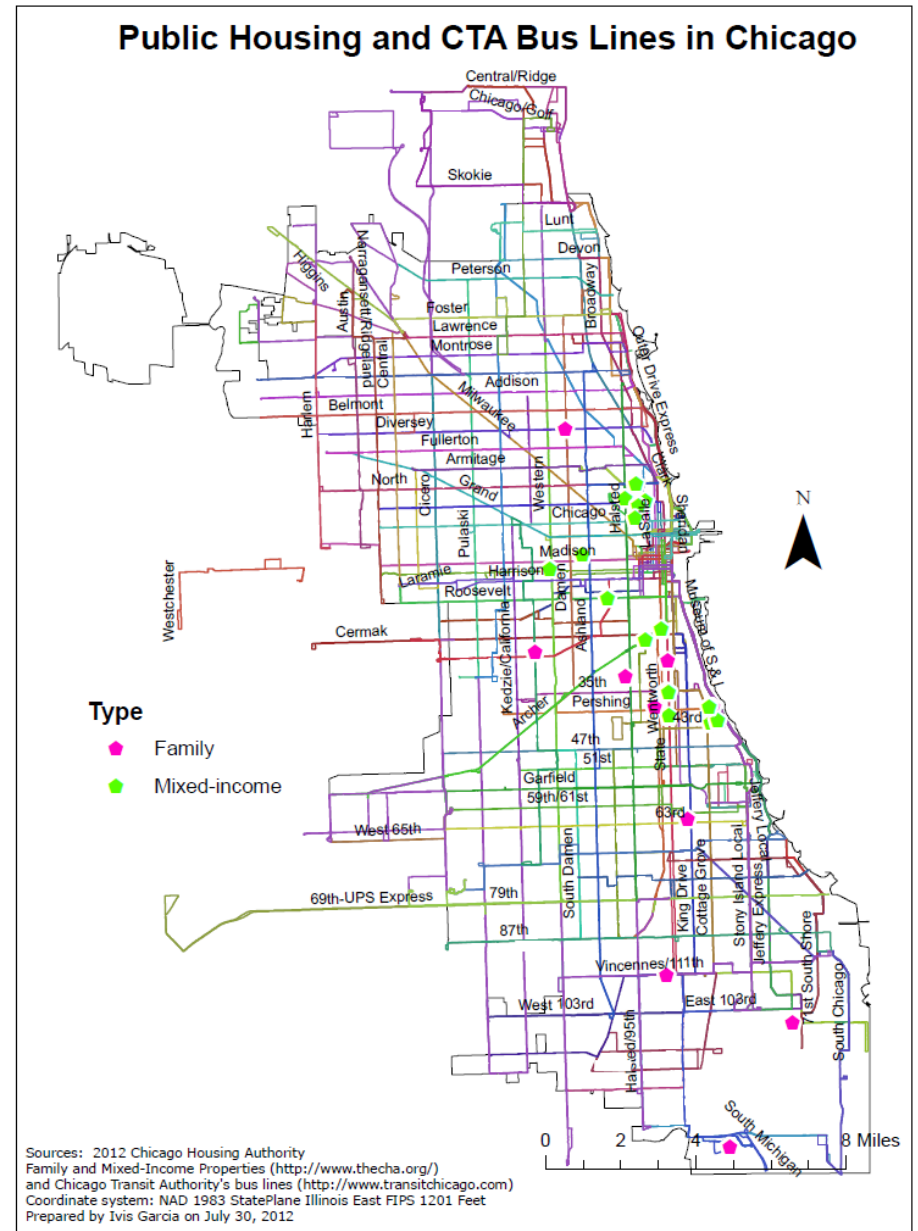 Public Housing and CTA Bus Lines in Chicago
Central/Ridge
Chicago/Golf
Skokie
Lunt
Devon
Peterson
Higgins
Austin
Narragansett/Ridgeland
Central
Broadway
Foster
Lawrence
Montrose
Outer Drive Express
Addison
Milwaukee
Belmont
Harlem
Diversey
Fullerton
Clark
Armitage
North
Grand
Cicero
Western
Halsted
LaSalle
Sheridan
N
Pulaski
Chicago
Madison
Laramie
Harrison
Roosevelt
Damen
Westchester
Cermak
Ashland
Museum of S & I
Kedzie/California
35th
Pershing
Wentworth
Archer
43rd
Type
Family
Mixed-income
47th
51st
State
Garfield
59th/61st
63rd
West 65th
Jeffery Local
69th-UPS Express
79th
South Damen
King Drive
Cottage Grove
Stony Island Local
Jeffery Express
87th
Vincennes/111th
71st South Shore
South Chicago
West 103rd
East 103rd
Halsted/95th
South Michigan
0 2 4 8 Miles
Sources: 2012 Chicago Housing Authority
Family and Mixed-Income Properties (http://www.thecha.org/)
and Chicago Transit Authority's bus lines (http://www.transitchicago.com)
Coordinate system: NAD 1983 StatePlane Illinois East FIPS 1201 Feet
Prepared by Ivis Garcia on July 30, 2012